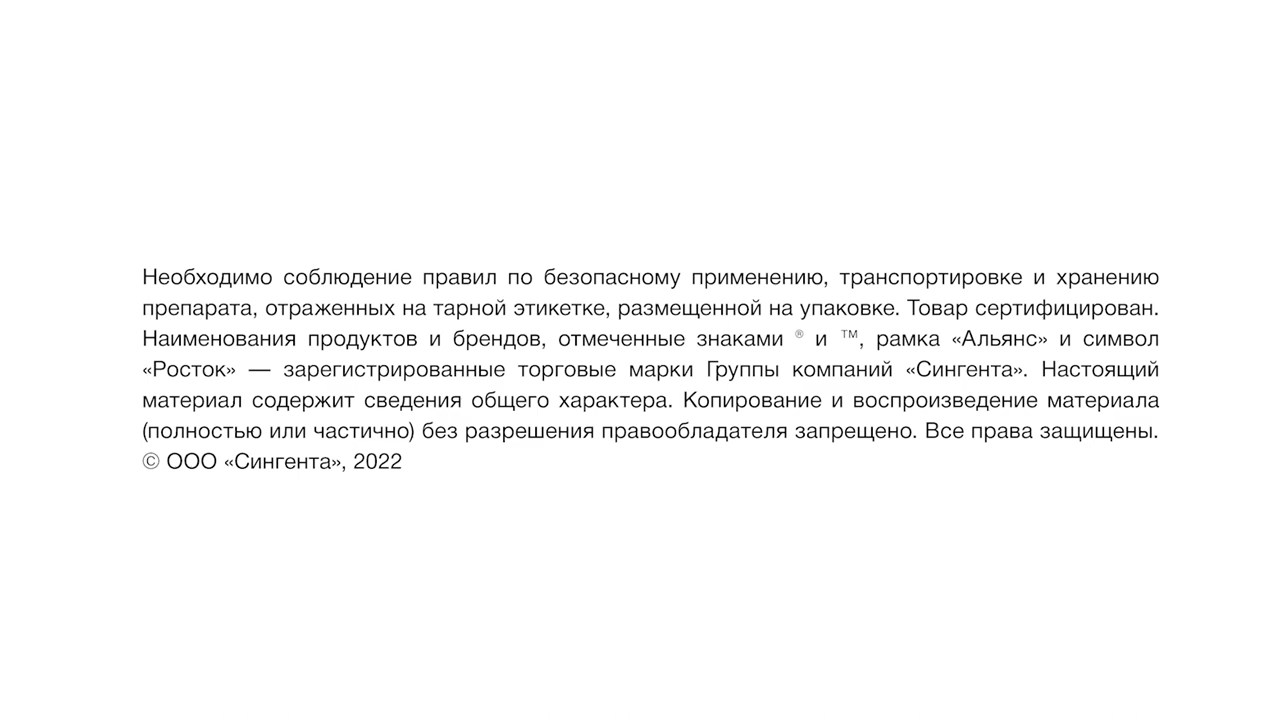 Необходимо соблюдение правил по безопасному применению, транспортировке и хранению
препарата, отраженных на тарной этикетке, размещенной на упаковке. Товар сертифицирован.
Наименования продуктов и брендов, отмеченные знаками ® и ™, рамка «Альянс» и символ
«Росток» — зарегистрированные торговые марки Группы компаний «Сингента». Настоящий
материал содержит сведения общего характера. Копирование и воспроизведение материала
(полностью или частично) без разрешения правообладателя запрещено. Все права защищены.
© ООО «Сингента», 2022